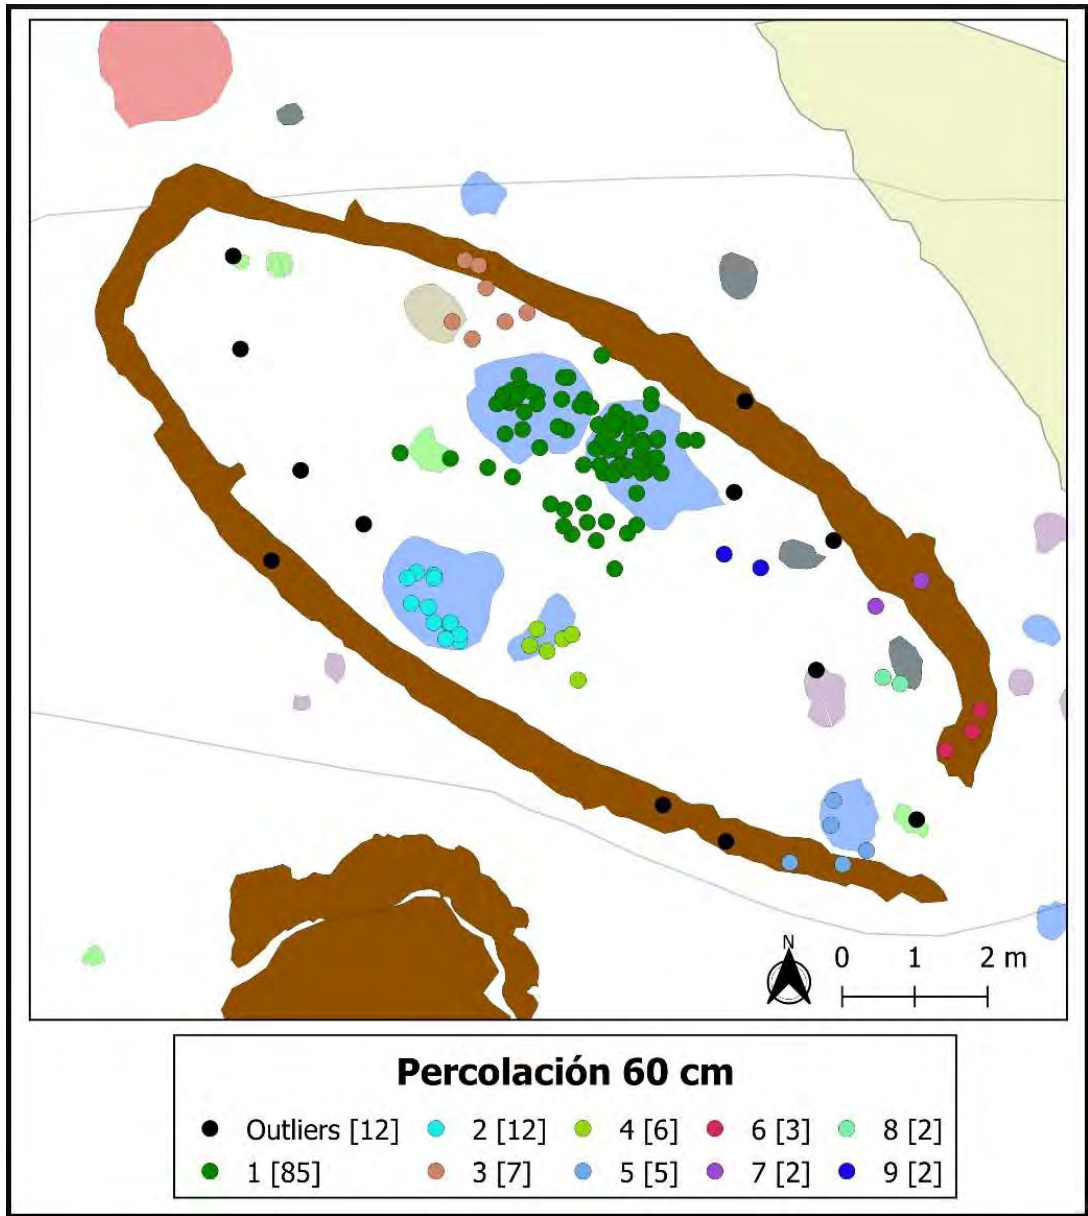 N
0 1 2 m
Percolación 60 cm
Outliers [12] 2 [12] 4 [6] 6 [3] 8 [2]
1 [85] 3 [7] 5 [5] 7 [2] 9 [2]